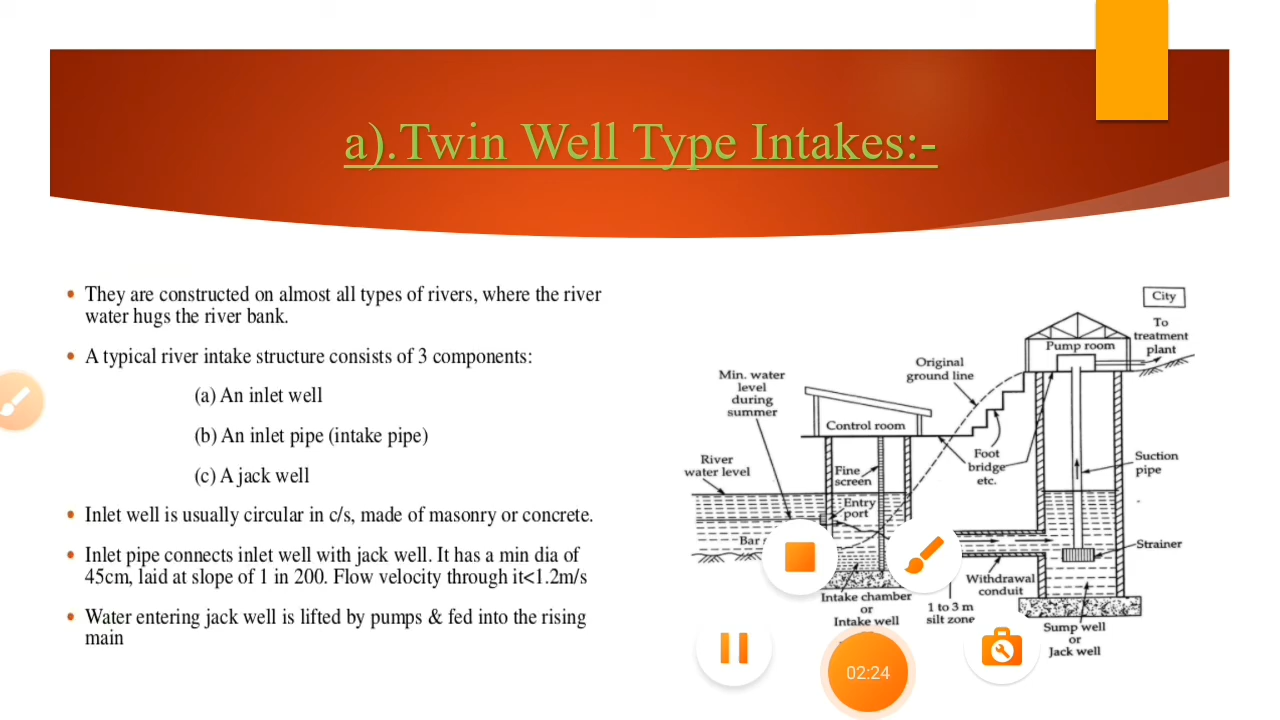 a).Twin Well Type Intakes:-
They are constructed on almost all types of rivers, where the river
water hugs the river bank.
A typical river intake structure consists of 3 components:
(a) An inlet well
(b) An inlet pipe (intake pipe)
(c) A jack well
Inlet well is usually circular in c/s, made of masonry or concrete.
Inlet pipe connects inlet well with jack well. It has a min dia of
45cm, laid at slope of 1 in 200. Flow velocity through it<1.2m/s
Water entering jack well is lifted by pumps & fed into the rising
main
City
To
treatment
plant
Pump room
Original
ground line
Min. water
level
during
summer
Control room
River
water level
Fine
screen
Foot
bridge
etc.
Suction
pipe
Entry
port
Bar
Strainer
Withdrawal
conduit
Intake chamber
or
Intake well
1 to 3 m
silt zone
Sump well
or
Jack well
02:24